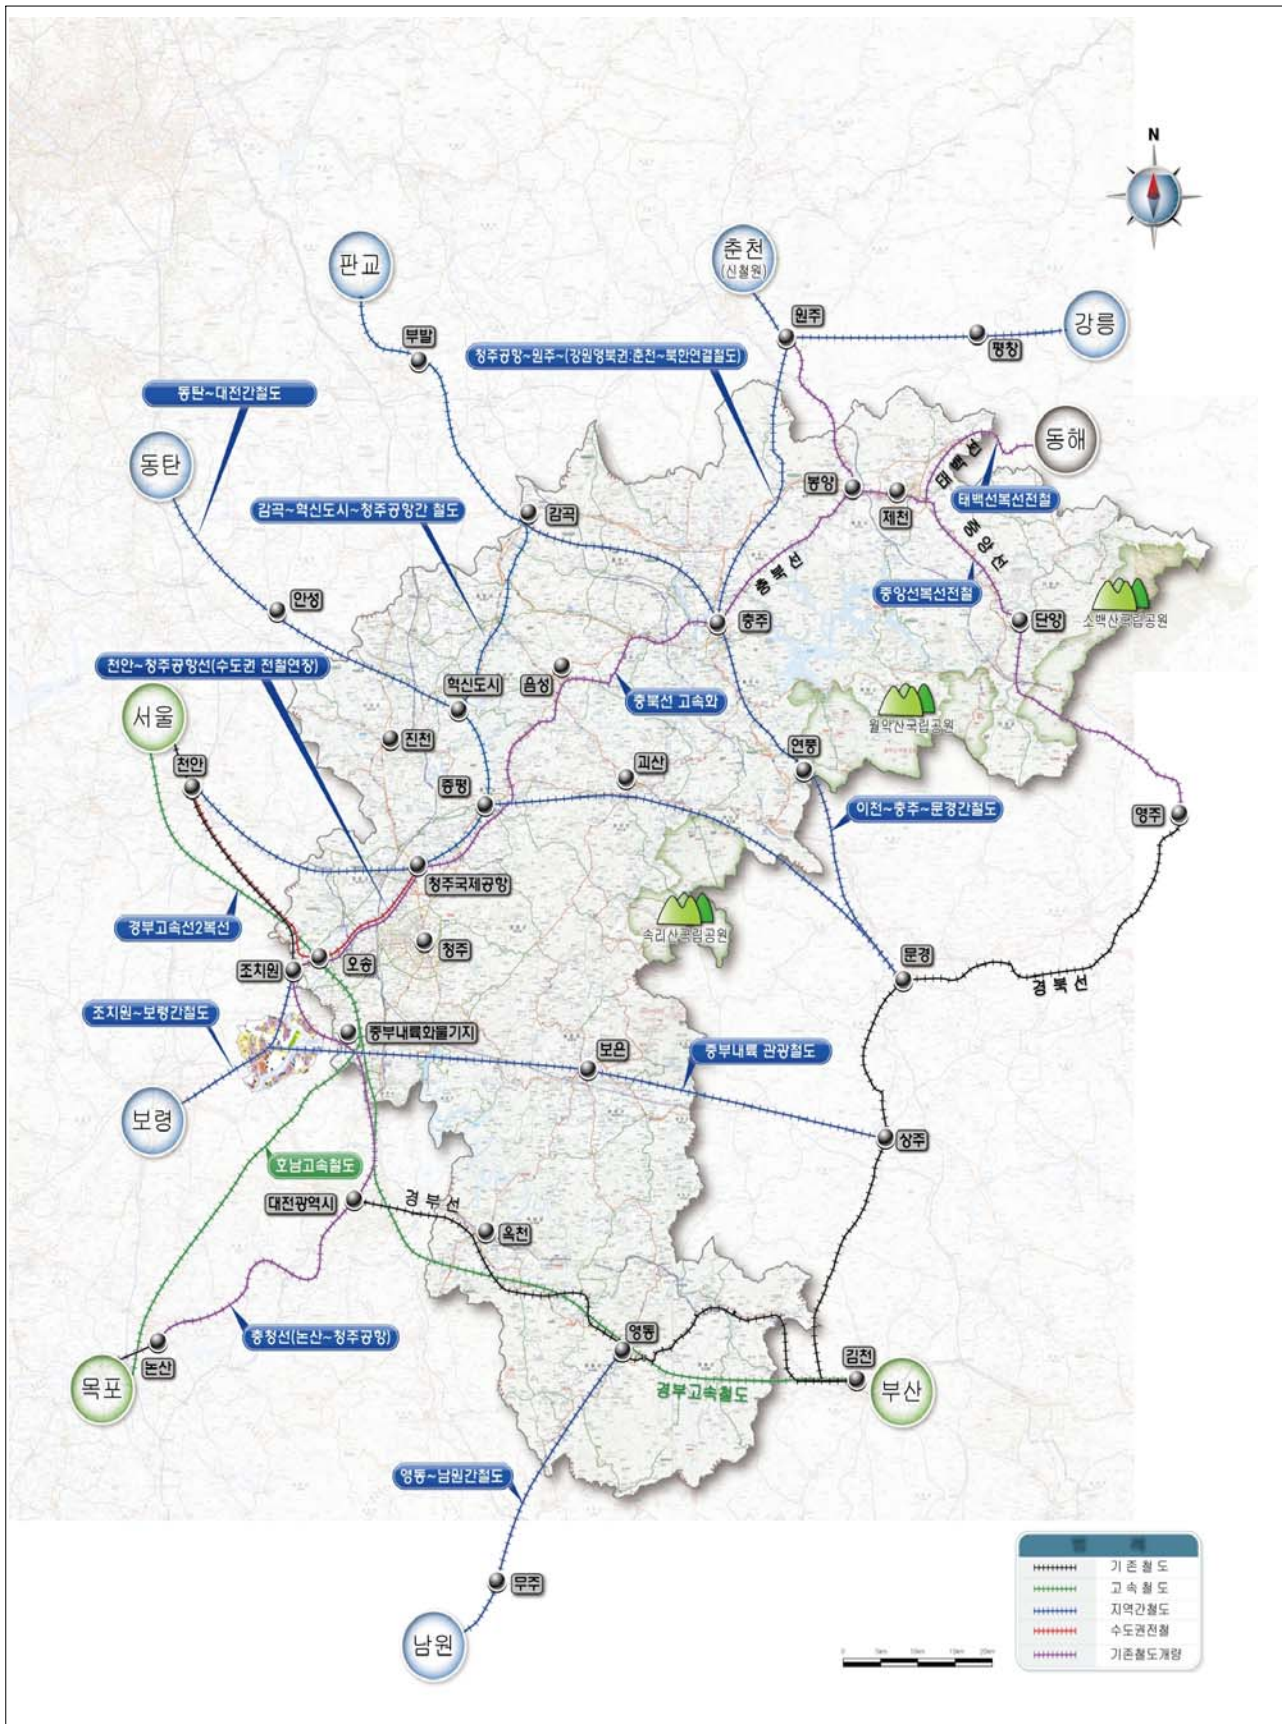 N
판교
춘천
(신철원)
강릉
부발
원주
평창
청주공항~원주~(강원영북권:춘천~북한연결철도)
동탄~대전간철도
동탄
동해
태백선
봉양
제천
태백선복선전철
감곡~혁신도시~청주공항간 철도
감곡
충북선
중앙선
중앙선복선전철
안성
충주
단양
소백산국립공원
천안~청주공항선(수도권 전철연장)
혁신도시
음성
충북선 고속화
월악산국립공원
서울
진천
천안
괴산
연풍
증평
이천~충주~문경간철도
영주
청주국제공항
경부고속선2복선
속리산국립공원
청주
조치원
오송
문경
경북선
조치원~보령간철도
중부내륙화물기지
보은
중부내륙 관광철도
보령
상주
호남고속철도
대전광역시
경부선
옥천
충청선(논산~청주공항)
논산
영동
김천
목포
경부고속철도
부산
영동~남원간철도
무주
남원
기존철도
고속철도
지역간철도
수도권전철
기존철도개량
0 5km 10km 15km 20km